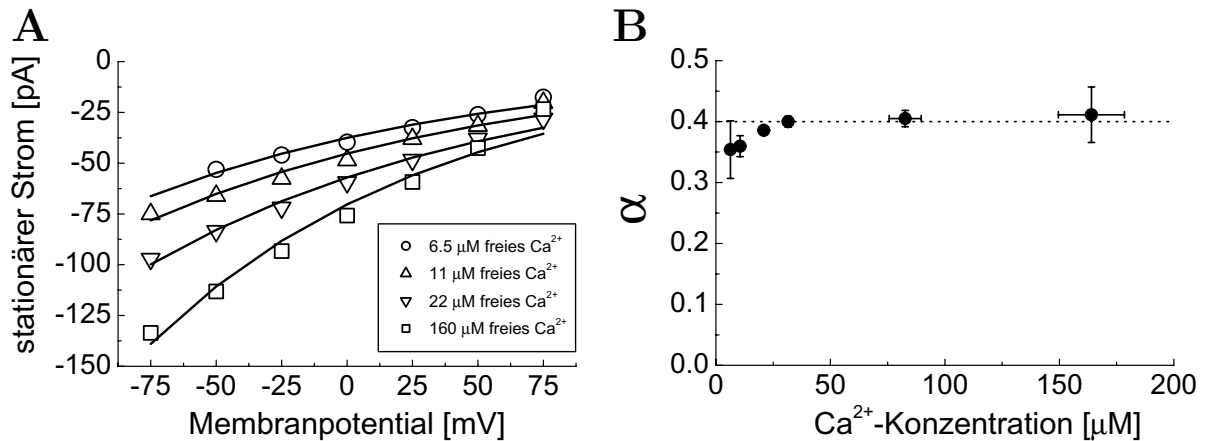 A
stationärer Strom [pA]
0
-25
-50
-75
-100
-125
-150
-75 -50 -25 0 25 50 75
Membranpotential [mV]
6.5 µM freies Ca²⁺
11 µM freies Ca²⁺
22 µM freies Ca²⁺
160 µM freies Ca²⁺
B
α
0.5
0.4
0.3
0.2
0.1
0.0
0 50 100 150 200
Ca²⁺-Konzentration [µM]